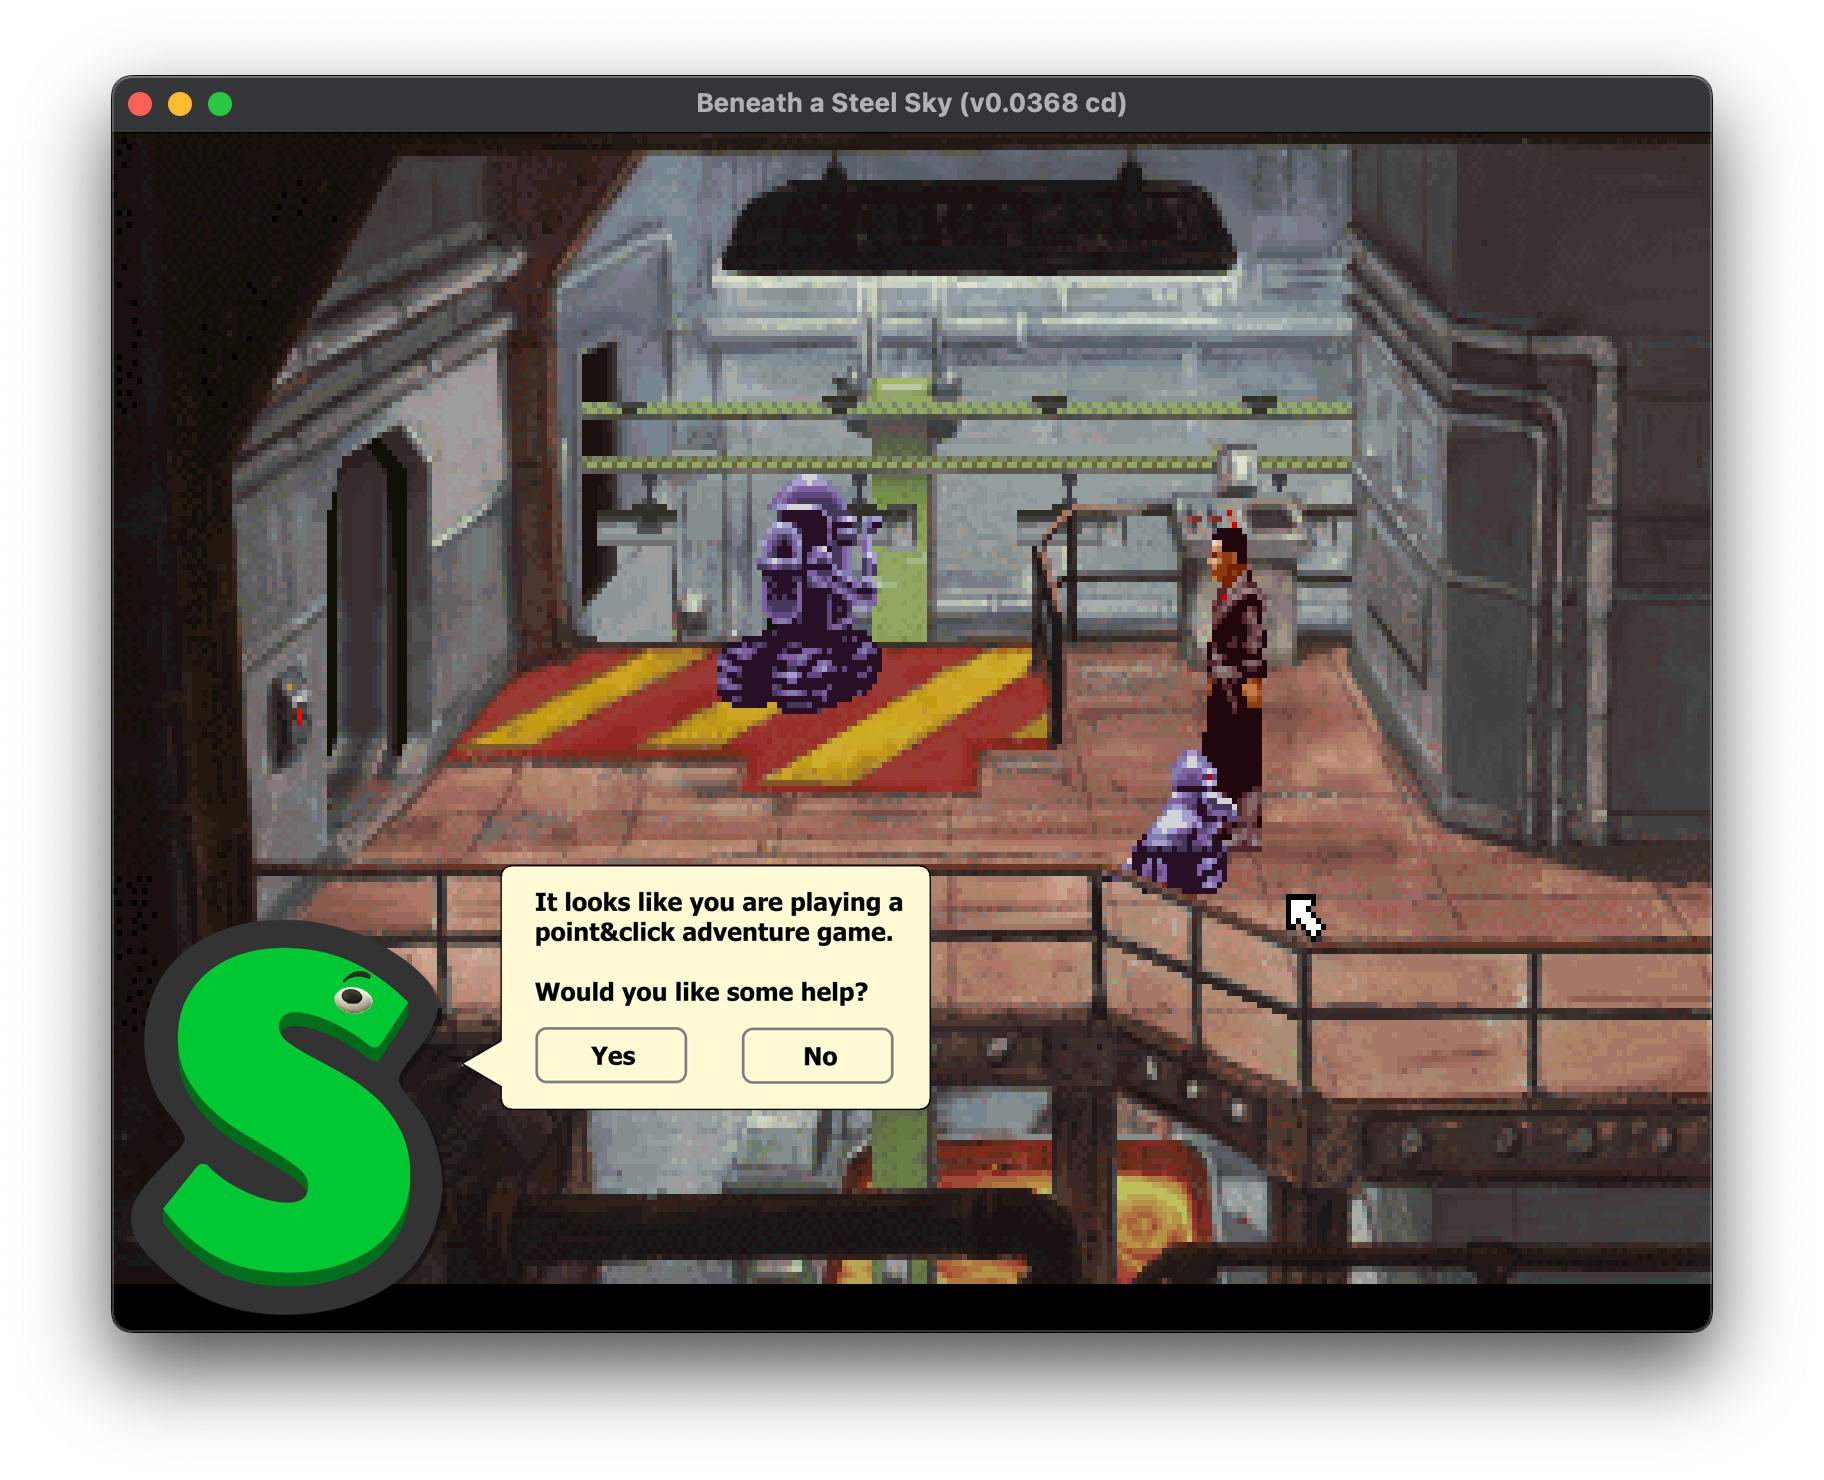 Beneath a Steel Sky (v0.0368 cd)
It looks like you are playing a
point&click adventure game.
Would you like some help?
Yes No